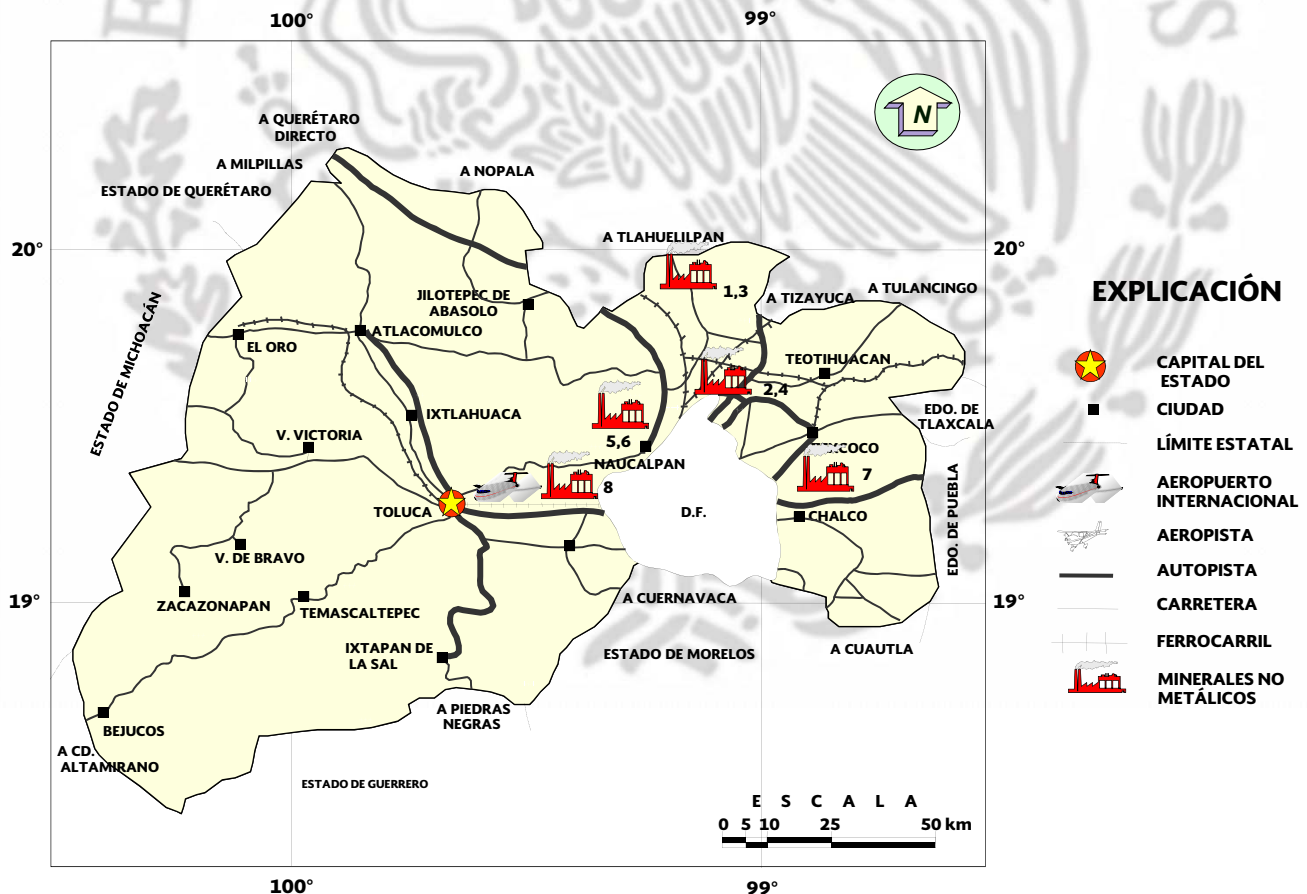 100°
99°
A QUERÉTARO
DIRECTO
A MILPILLAS
A NOPALA
ESTADO DE QUERÉTARO
N
20°
A TLAHUELILPAN
20°
1,3
A TIZAYUCA
A TULANCINGO
JILOTEPEC DE
ABASOLO
ATLACOMULCO
EL ORO
ESTADO DE MICHOACÁN
TEOTIHUACAN
2,4
IXTLAHUACA
V. VICTORIA
5,6
NAUCALPAN
EDO. DE
TLAXCALA
TEXCOCO
7
8
TOLUCA
D.F.
CHALCO
EDO. DE PUEBLA
V. DE BRAVO
ZACAZONAPAN
TEMASCALTEPEC
19°
A CUERNAVACA
19°
IXTAPAN DE
LA SAL
ESTADO DE MORELOS
A CUAUTLA
A PIEDRAS
NEGRAS
BEJUCOS
A CD.
ALTAMIRANO
ESTADO DE GUERRERO
E S C A L A
0 5 10 25 50 km
100°
99°
EXPLICACIÓN
CAPITAL DEL
ESTADO
CIUDAD
LÍMITE ESTATAL
AEROPUERTO
INTERNACIONAL
AEROPISTA
AUTOPISTA
CARRETERA
FERROCARRIL
MINERALES NO
METÁLICOS